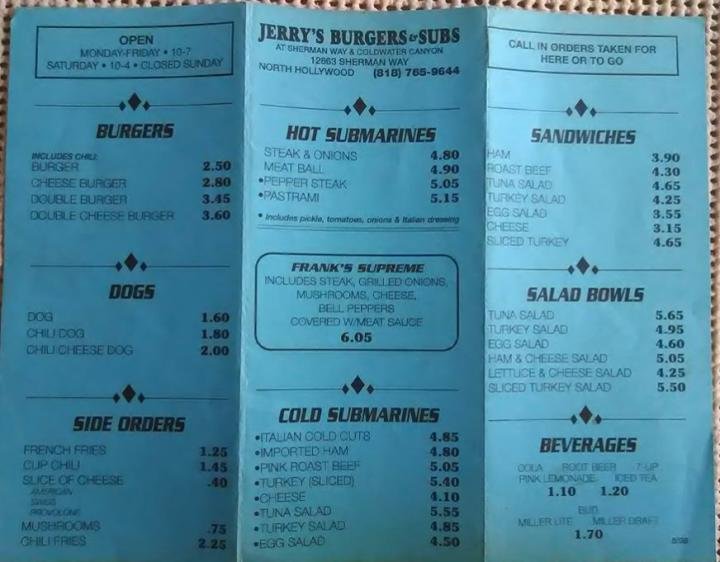 OPEN
MONDAY-FRIDAY • 10-7
SATURDAY • 10-4 • CLOSED SUNDAY
BURGERS
INCLUDES CHILI:
BURGER 2.50
CHEESE BURGER 2.80
DOUBLE BURGER 3.45
DOUBLE CHEESE BURGER 3.60
DOGS
DOG 1.60
CHILI DOG 1.80
CHILI CHEESE DOG 2.00
SIDE ORDERS
FRENCH FRIES 1.25
CUP CHILI 1.45
SLICE OF CHEESE .40
AMERICAN
SWISS
PROVOLONE
MUSHROOMS .75
CHILI FRIES 2.25
JERRY'S BURGERS & SUBS
AT SHERMAN WAY & COLDWATER CANYON
12863 SHERMAN WAY
NORTH HOLLYWOOD (818) 765-9644
HOT SUBMARINES
STEAK & ONIONS 4.80
MEAT BALL 4.90
•PEPPER STEAK 5.05
•PASTRAMI 5.15
• Includes pickle, tomatoes, onions & Italian dressing
FRANK'S SUPREME
INCLUDES STEAK, GRILLED ONIONS,
MUSHROOMS, CHEESE,
BELL PEPPERS
COVERED W/MEAT SAUCE
6.05
COLD SUBMARINES
•ITALIAN COLD CUTS 4.85
•IMPORTED HAM 4.80
•PINK ROAST BEEF 5.05
•TURKEY (SLICED) 5.40
•CHEESE 4.10
•TUNA SALAD 5.55
•TURKEY SALAD 4.85
•EGG SALAD 4.50
CALL IN ORDERS TAKEN FOR
HERE OR TO GO
SANDWICHES
HAM 3.90
ROAST BEEF 4.30
TUNA SALAD 4.65
TURKEY SALAD 4.25
EGG SALAD 3.55
CHEESE 3.15
SLICED TURKEY 4.65
SALAD BOWLS
TUNA SALAD 5.65
TURKEY SALAD 4.95
EGG SALAD 4.60
HAM & CHEESE SALAD 5.05
LETTUCE & CHEESE SALAD 4.25
SLICED TURKEY SALAD 5.50
BEVERAGES
COLA ROOT BEER 7-UP
PINK LEMONADE ICED TEA
1.10 1.20
BUD
MILLER LITE MILLER DRAFT
1.70